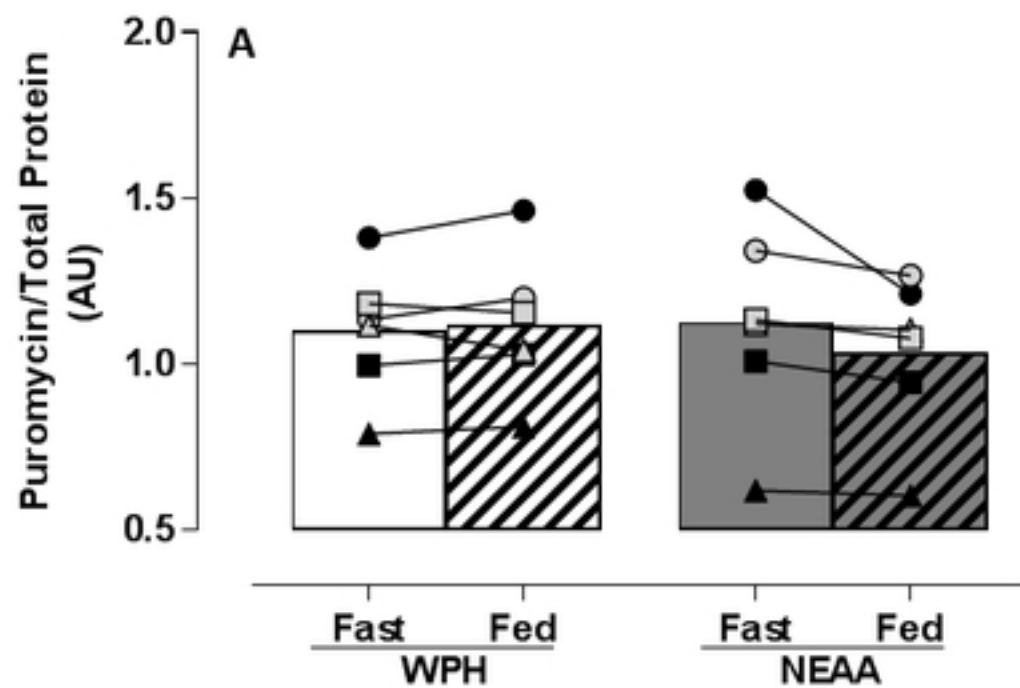 A
Puromycin/Total Protein
(AU)
2.0
1.5
1.0
0.5
Fast Fed Fast Fed
WPH NEAA